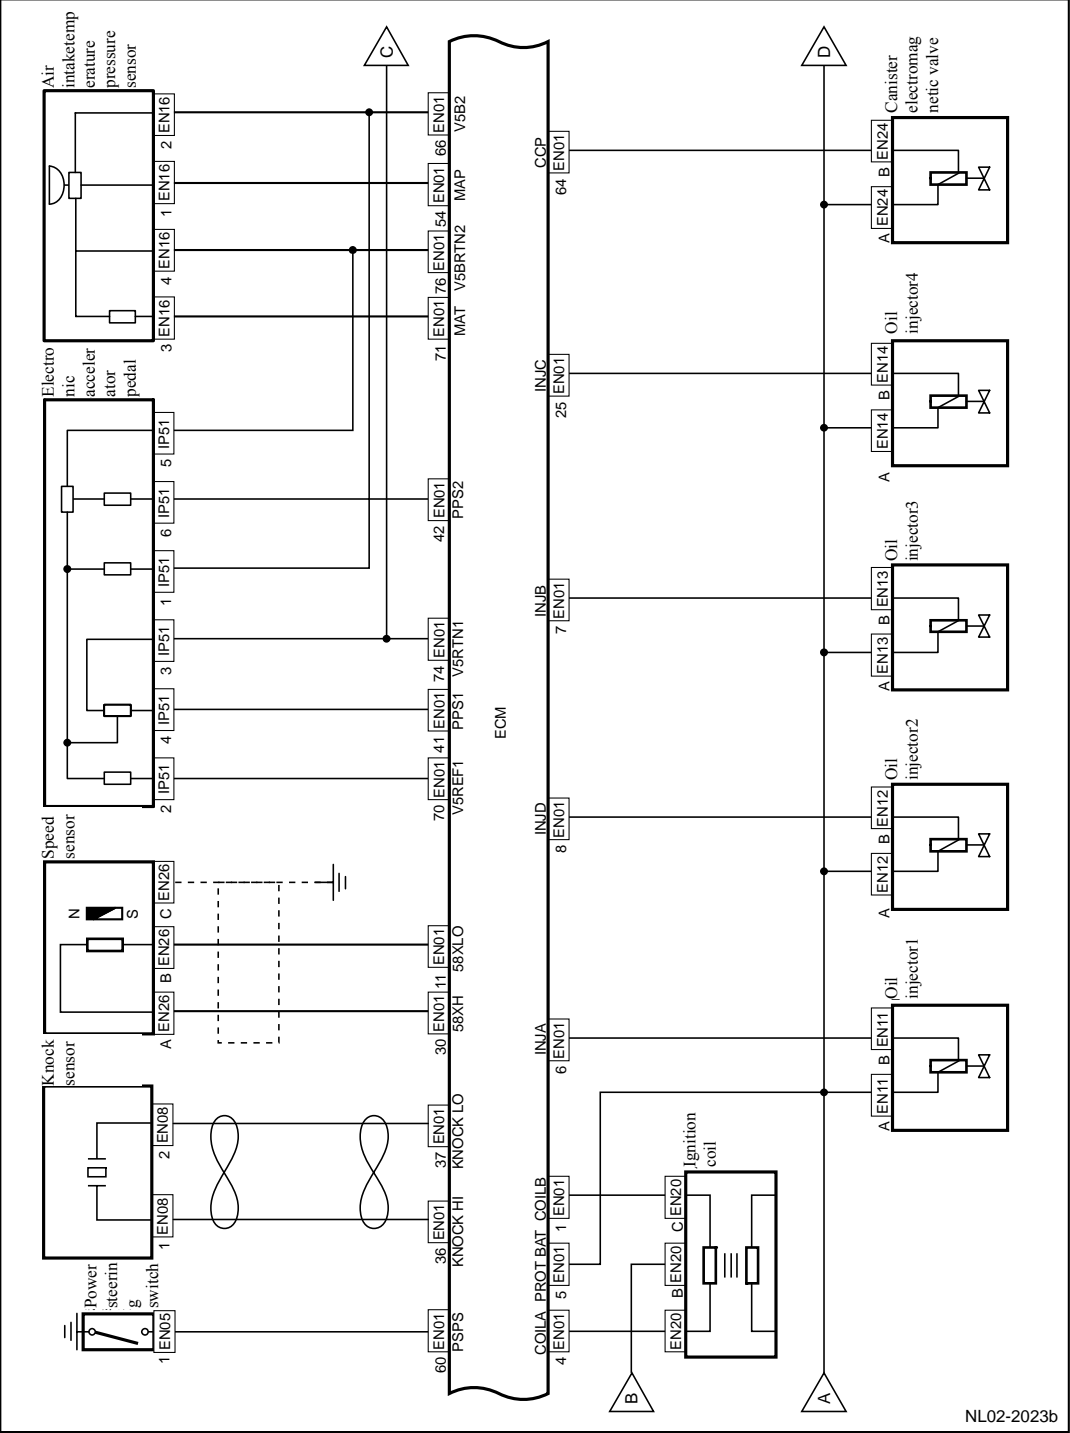 Air
intaketemp
erature
pressure
sensor
Electro
nic
acceler
ator
pedal
Speed
sensor
Knock
sensor
Power
steerin
g
switch
1 EN05
1 EN08
2 EN08
A EN26
B EN26
C EN26
N
S
2 IP51
4 IP51
3 IP51
1 IP51
6 IP51
5 IP51
3 EN16
4 EN16
1 EN16
2 EN16
C
60 EN01 PSPS
36 EN01 KNOCK HI
37 EN01 KNOCK LO
30 EN01 58XH
11 EN01 58XLO
70 EN01 V5REF1
41 EN01 PPS1
74 EN01 V5RTN1
42 EN01 PPS2
71 EN01 MAT
76 EN01 V5BRTN2
54 EN01 MAP
66 EN01 V5B2
ECM
COILA
4 EN01
PROT BAT
5 EN01
COILB
1 EN01
INJA
6 EN01
INJD
8 EN01
INJB
7 EN01
INJC
25 EN01
CCP
64 EN01
B
A
D
EN20
B EN20
C EN20
Ignition
coil
A EN11
B EN11
Oil
injector1
A EN12
B EN12
Oil
injector2
A EN13
B EN13
Oil
injector3
A EN14
B EN14
Oil
injector4
A EN24
B EN24
Canister
electromag
netic valve
NL02-2023b